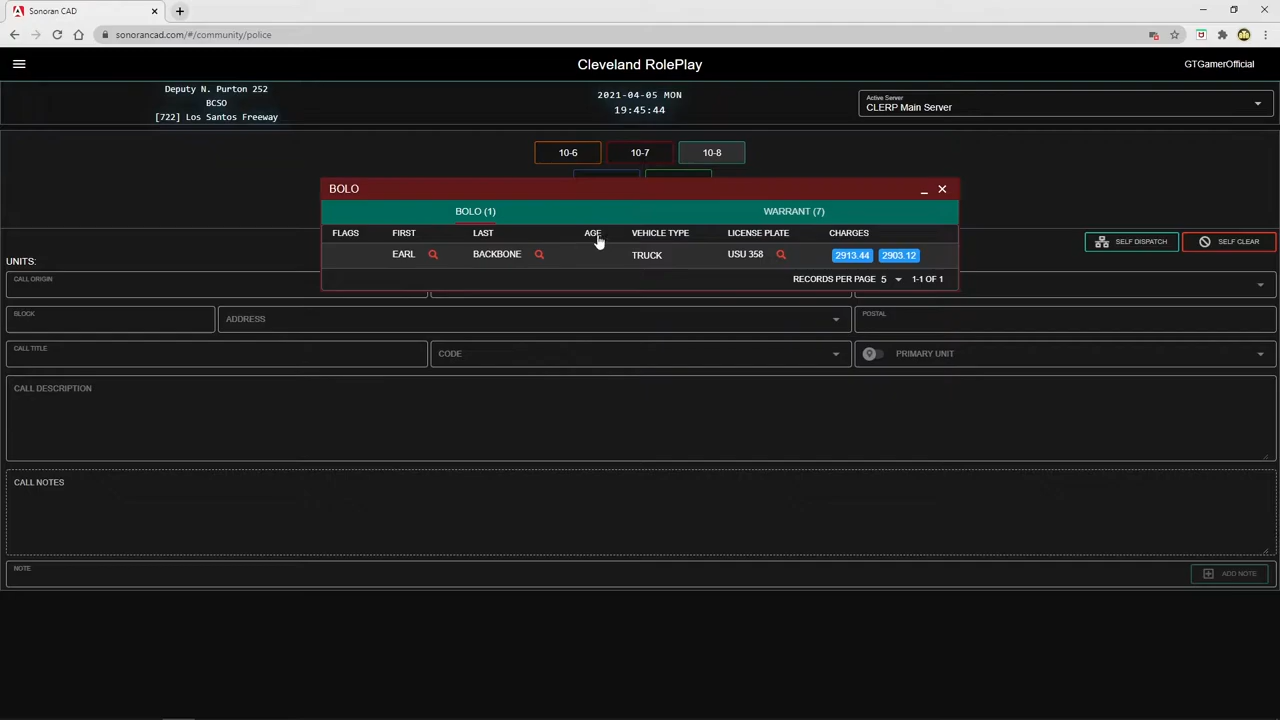 Sonoran CAD
sonorancad.com/#/community/police
Cleveland RolePlay
GTGamerOfficial
Deputy N. Purton 252
BCSO
[722] Los Santos Freeway
2021-04-05 MON
19:45:44
Active Server
CLERP Main Server
10-6 10-7 10-8
BOLO
BOLO (1) WARRANT (7)
FLAGS FIRST LAST AGE VEHICLE TYPE LICENSE PLATE CHARGES
EARL BACKBONE TRUCK USU 358 2913.44 2903.12
RECORDS PER PAGE 5 1-1 OF 1
SELF DISPATCH SELF CLEAR
UNITS:
CALL ORIGIN
BLOCK ADDRESS POSTAL
CALL TITLE CODE PRIMARY UNIT
CALL DESCRIPTION
CALL NOTES
NOTE
ADD NOTE